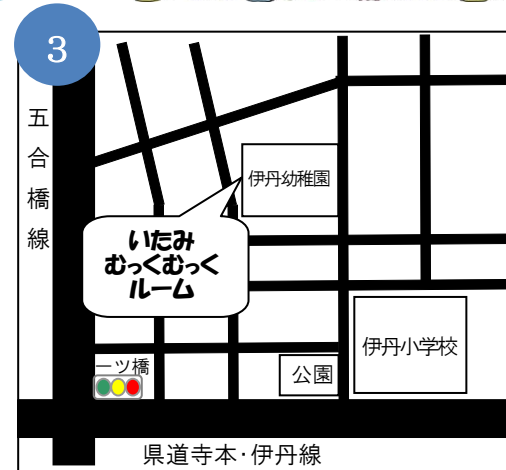 3
五合橋線
伊丹幼稚園
いたみ
むっくむっく
ルーム
一ツ橋
公園
伊丹小学校
県道寺本・伊丹線